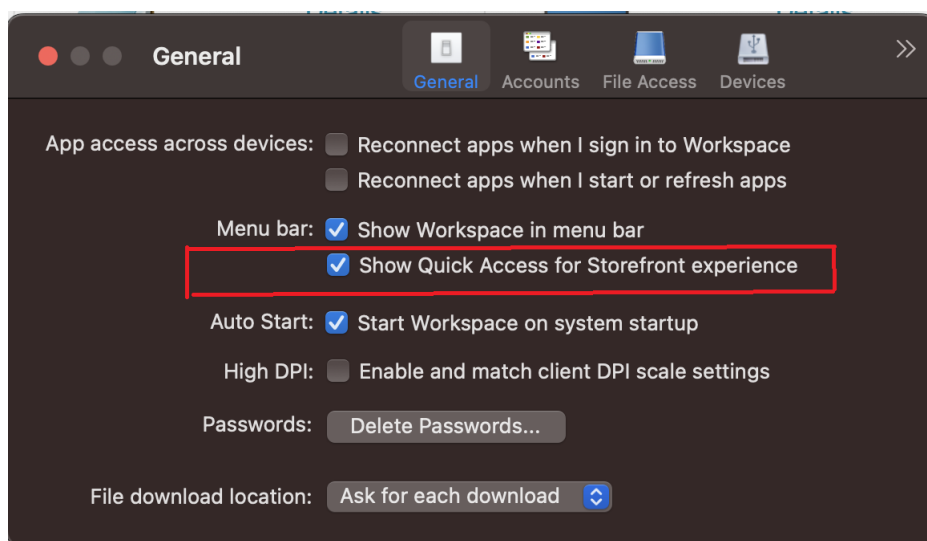 General
General Accounts File Access Devices
App access across devices: Reconnect apps when I sign in to Workspace
Reconnect apps when I start or refresh apps
Menu bar: Show Workspace in menu bar
Show Quick Access for Storefront experience
Auto Start: Start Workspace on system startup
High DPI: Enable and match client DPI scale settings
Passwords: Delete Passwords...
File download location: Ask for each download